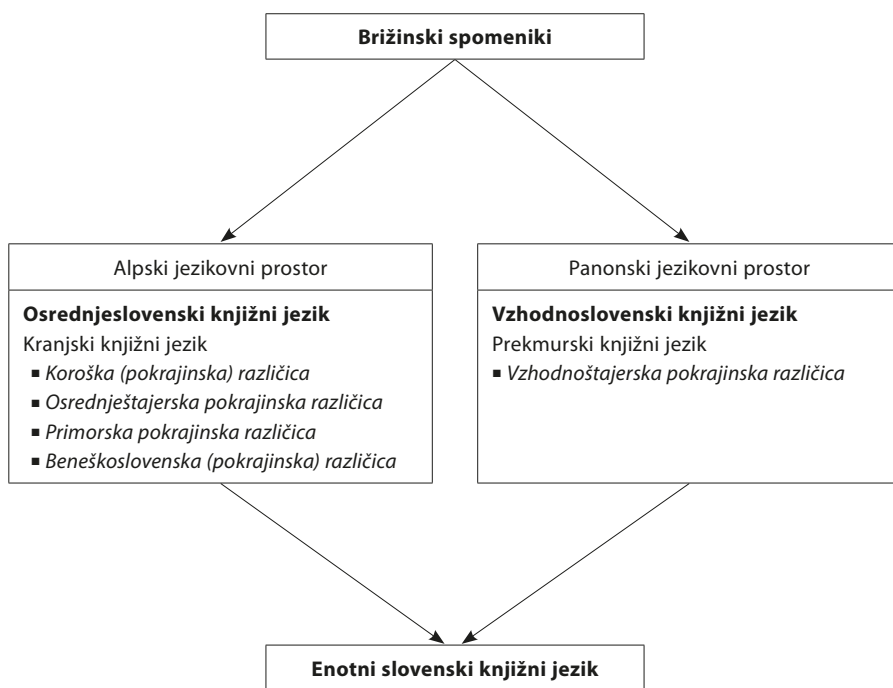 Brižinski spomeniki
Alpski jezikovni prostor
Osrednjeslovenski knjižni jezik
Kranjski knjižni jezik
▪ Koroška (pokrajinska) različica
▪ Osrednještajerska pokrajinska različica
▪ Primorska pokrajinska različica
▪ Beneškoslovenska (pokrajinska) različica
Panonski jezikovni prostor
Vzhodnoslovenski knjižni jezik
Prekmurski knjižni jezik
▪ Vzhodnoštajerska pokrajinska različica
Enotni slovenski knjižni jezik